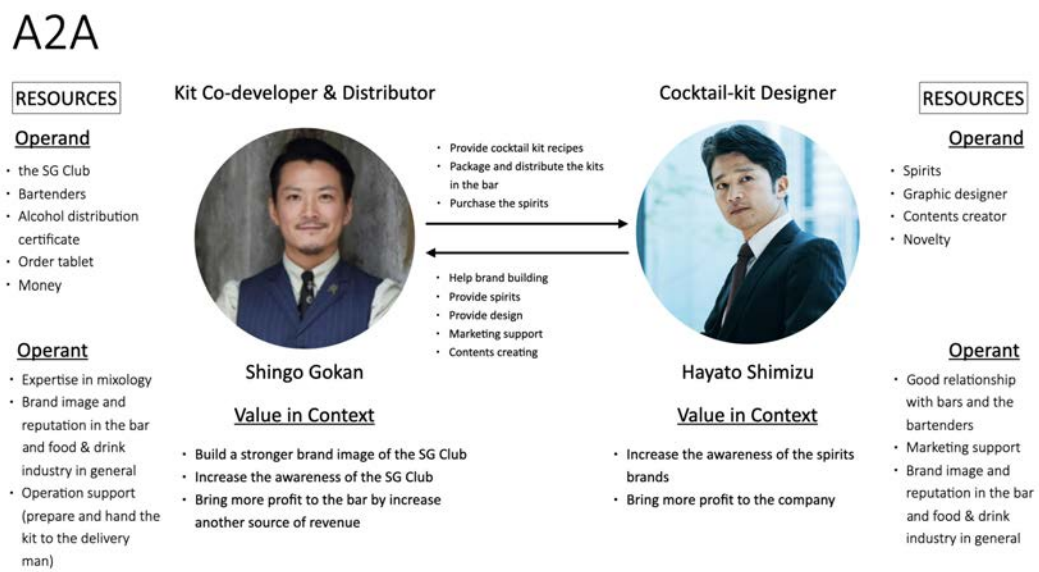 A2A
RESOURCES
Operand
・ the SG Club
・ Bartenders
・ Alcohol distribution
certificate
・ Order tablet
・ Money
Operant
・ Expertise in mixology
・ Brand image and
reputation in the bar
and food & drink
industry in general
・ Operation support
(prepare and hand the
kit to the delivery
man)
Kit Co-developer & Distributor
Shingo Gokan
Value in Context
・ Build a stronger brand image of the SG Club
・ Increase the awareness of the SG Club
・ Bring more profit to the bar by increase
another source of revenue
・ Provide cocktail kit recipes
・ Package and distribute the kits
in the bar
・ Purchase the spirits
・ Help brand building
・ Provide spirits
・ Provide design
・ Marketing support
・ Contents creating
Cocktail-kit Designer
Hayato Shimizu
Value in Context
・ Increase the awareness of the spirits
brands
・ Bring more profit to the company
RESOURCES
Operand
・ Spirits
・ Graphic designer
・ Contents creator
・ Novelty
Operant
・ Good relationship
with bars and the
bartenders
・ Marketing support
・ Brand image and
reputation in the bar
and food & drink
industry in general